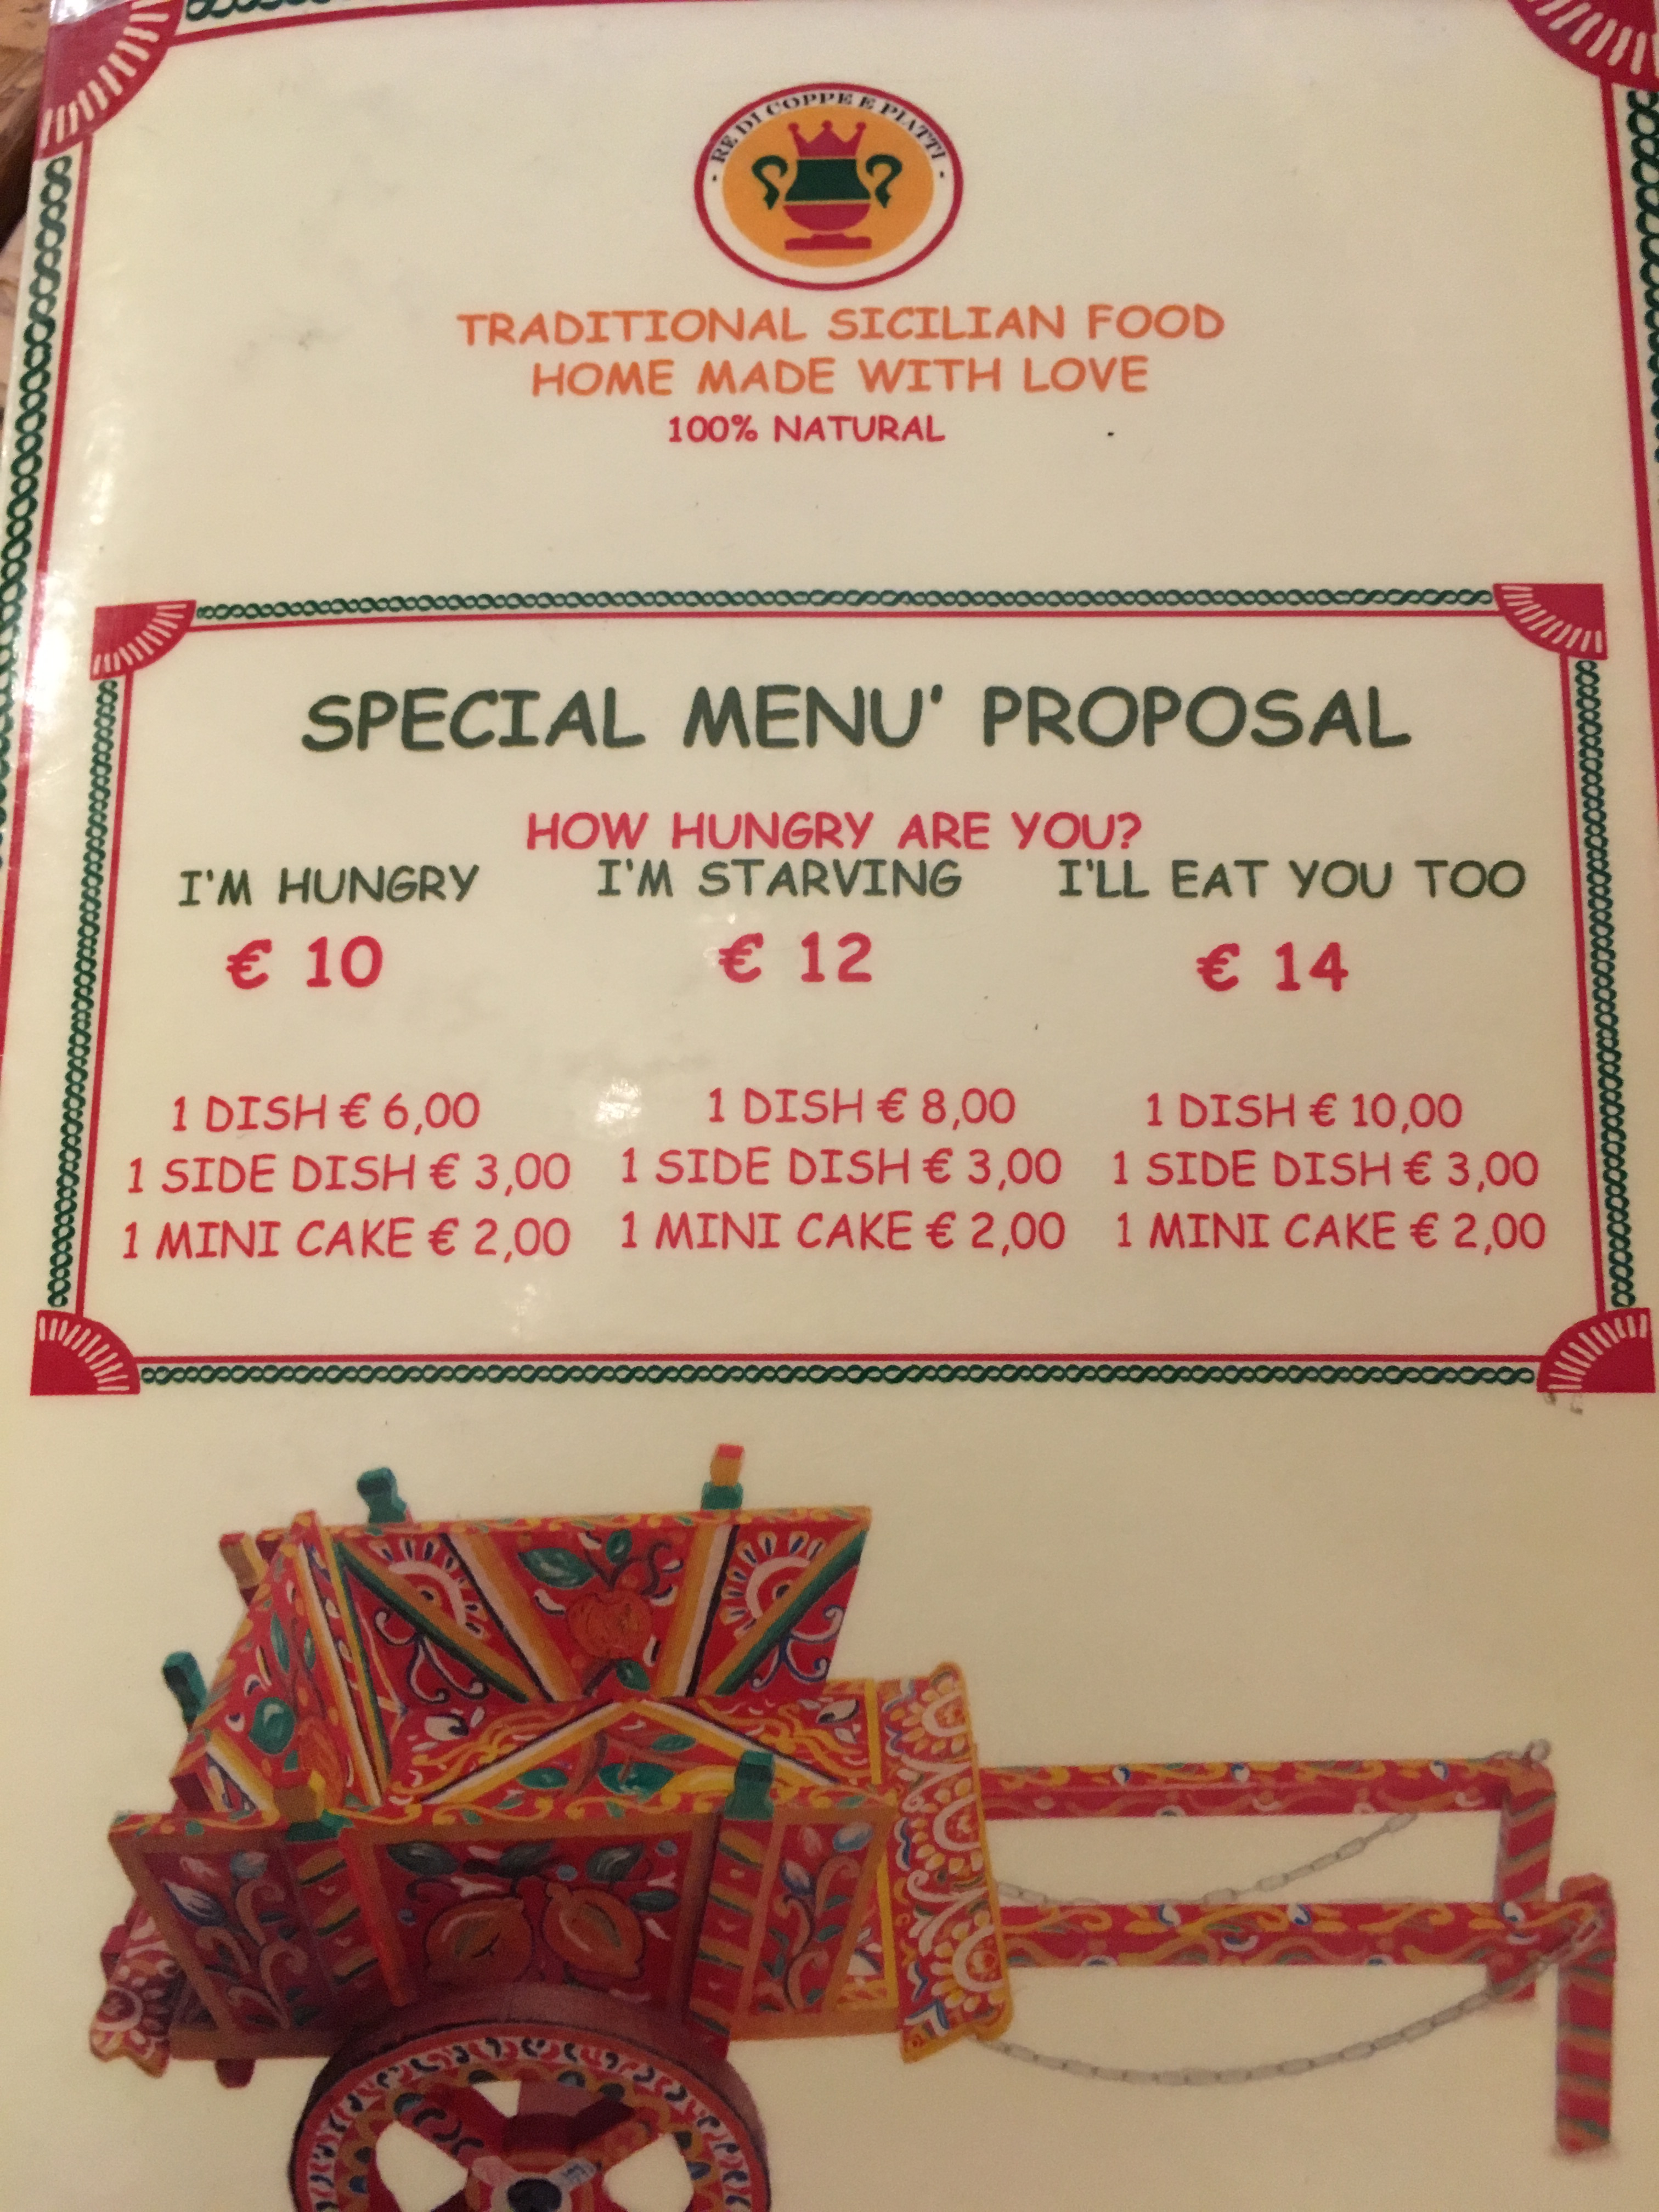 · RE DI COPPE E PIATTI ·
TRADITIONAL SICILIAN FOOD
HOME MADE WITH LOVE
100% NATURAL
SPECIAL MENU' PROPOSAL
HOW HUNGRY ARE YOU?
I'M HUNGRY I'M STARVING I'LL EAT YOU TOO
€ 10 € 12 € 14
1 DISH € 6,00 1 DISH € 8,00 1 DISH € 10,00
1 SIDE DISH € 3,00 1 SIDE DISH € 3,00 1 SIDE DISH € 3,00
1 MINI CAKE € 2,00 1 MINI CAKE € 2,00 1 MINI CAKE € 2,00